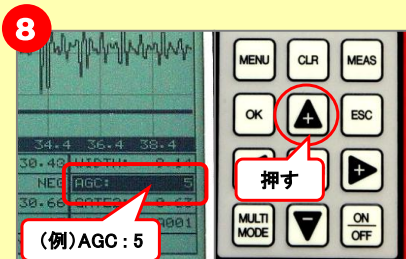 8
MENU CLR MEAS
OK + ESC
34.4 36.4 38.4
30.43 WIDTH: 0.14
NEG AGC: 5
押す
30.66
(例)AGC : 5
MULTI MODE − ON OFF